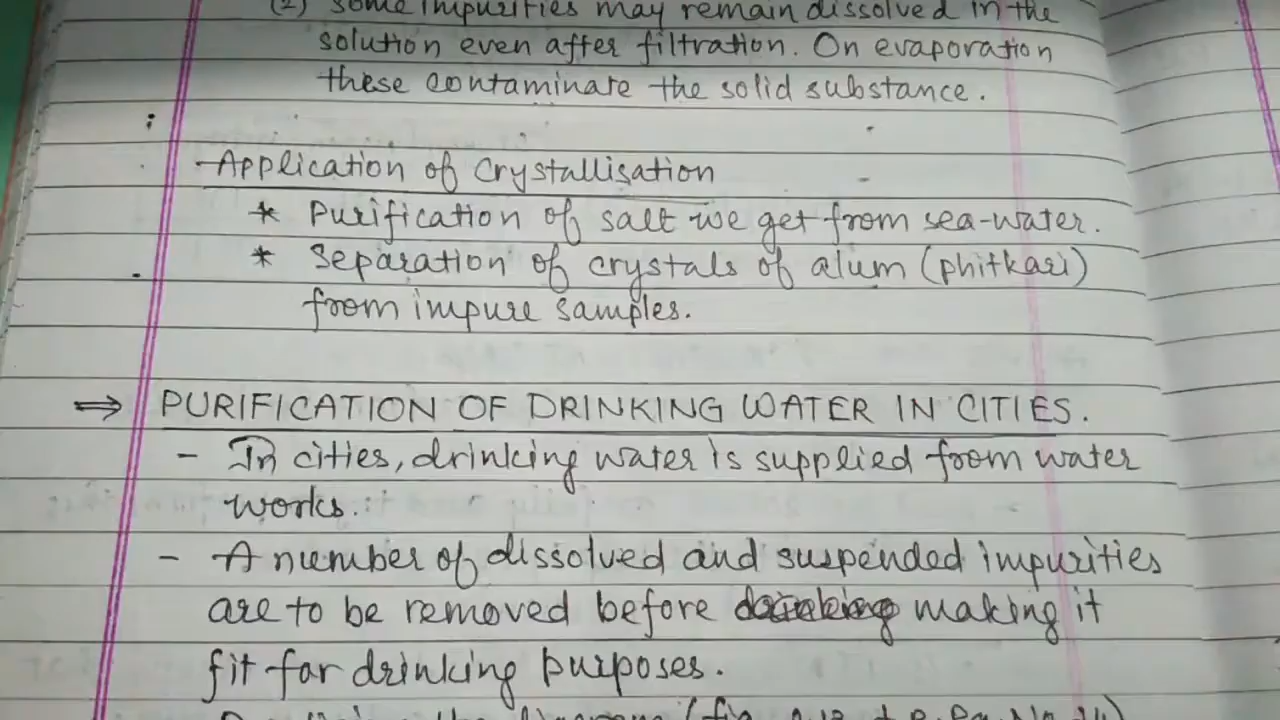 (2) Some impurities may remain dissolved in the
solution even after filtration. On evaporation
these contaminate the solid substance.
- Application of Crystallisation
* Purification of salt we get from sea-water.
* Separation of crystals of alum (phitkari)
from impure samples.
⇒ PURIFICATION OF DRINKING WATER IN CITIES.
- In cities, drinking water is supplied from water
works.
- A number of dissolved and suspended impurities
are to be removed before making it
fit for drinking purposes.